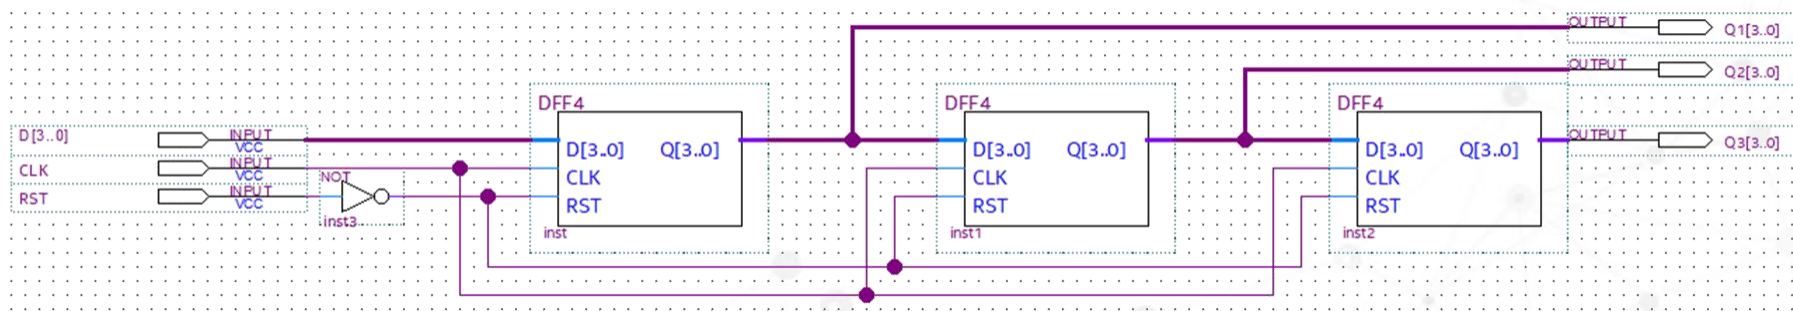 OUTPUT
Q1[3..0]
OUTPUT
Q2[3..0]
DFF4
DFF4
DFF4
D[3..0]
INPUT
VCC
OUTPUT
Q3[3..0]
D[3..0] Q[3..0]
D[3..0] Q[3..0]
D[3..0] Q[3..0]
CLK
INPUT
VCC
NOT
CLK
CLK
CLK
RST
INPUT
VCC
RST
RST
RST
inst3
inst
inst1
inst2